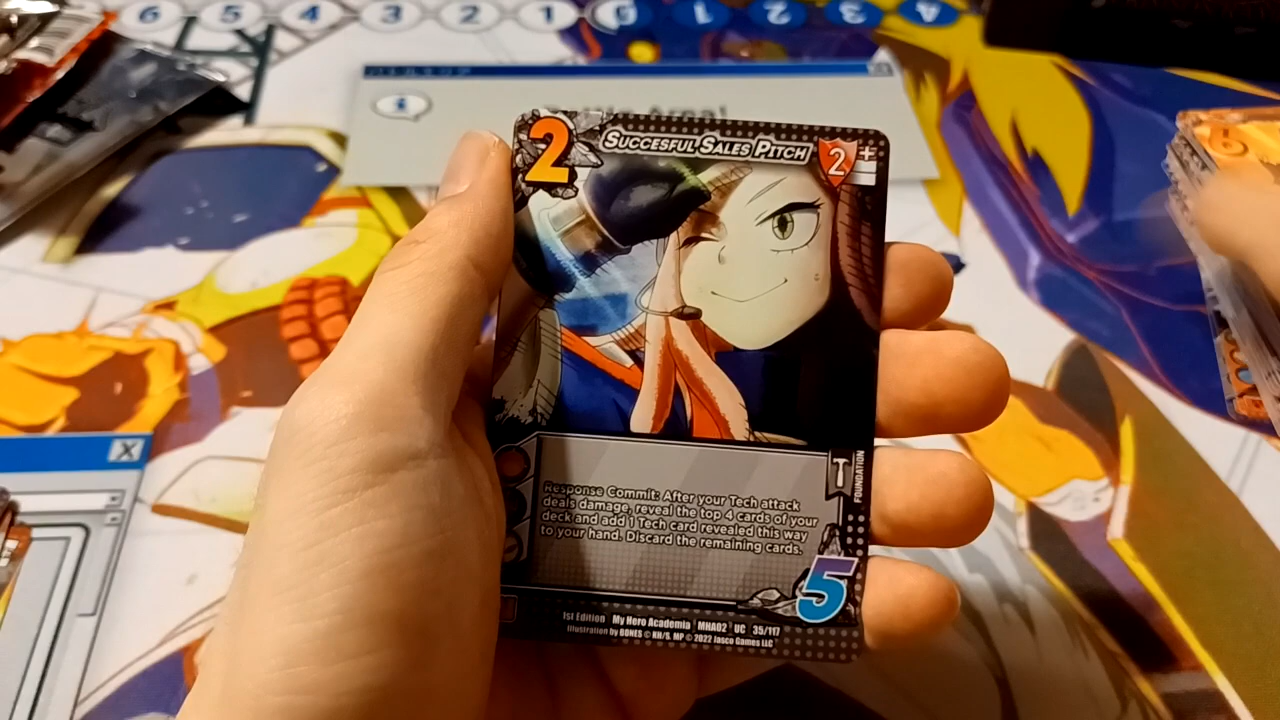 6 5 4 3 2 1 0 1 2 3 4
2 SUCCESFUL SALES PITCH 2 +
Response Commit: After your Tech attack
deals damage, reveal the top 4 cards of your
deck and add 1 Tech card revealed this way
to your hand. Discard the remaining cards.
FOUNDATION
5
1st Edition My Hero Academia MHA02 UC 35/117
Illustration by BONES © KH/S, MP © 2022 Jasco Games LLC
X